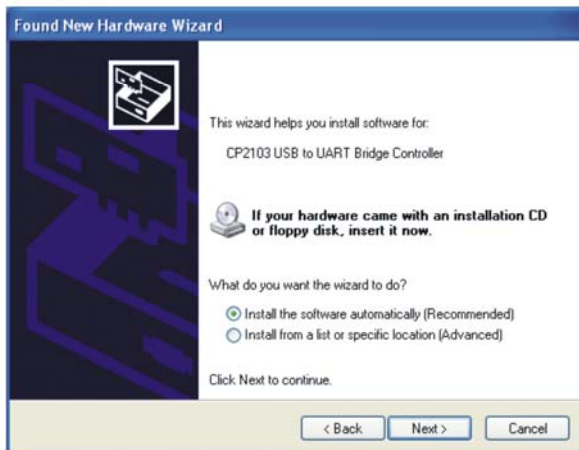 Found New Hardware Wizard
This wizard helps you install software for:
CP2103 USB to UART Bridge Controller
If your hardware came with an installation CD
or floppy disk, insert it now.
What do you want the wizard to do?
Install the software automatically (Recommended)
Install from a list or specific location (Advanced)
Click Next to continue.
< Back Next > Cancel